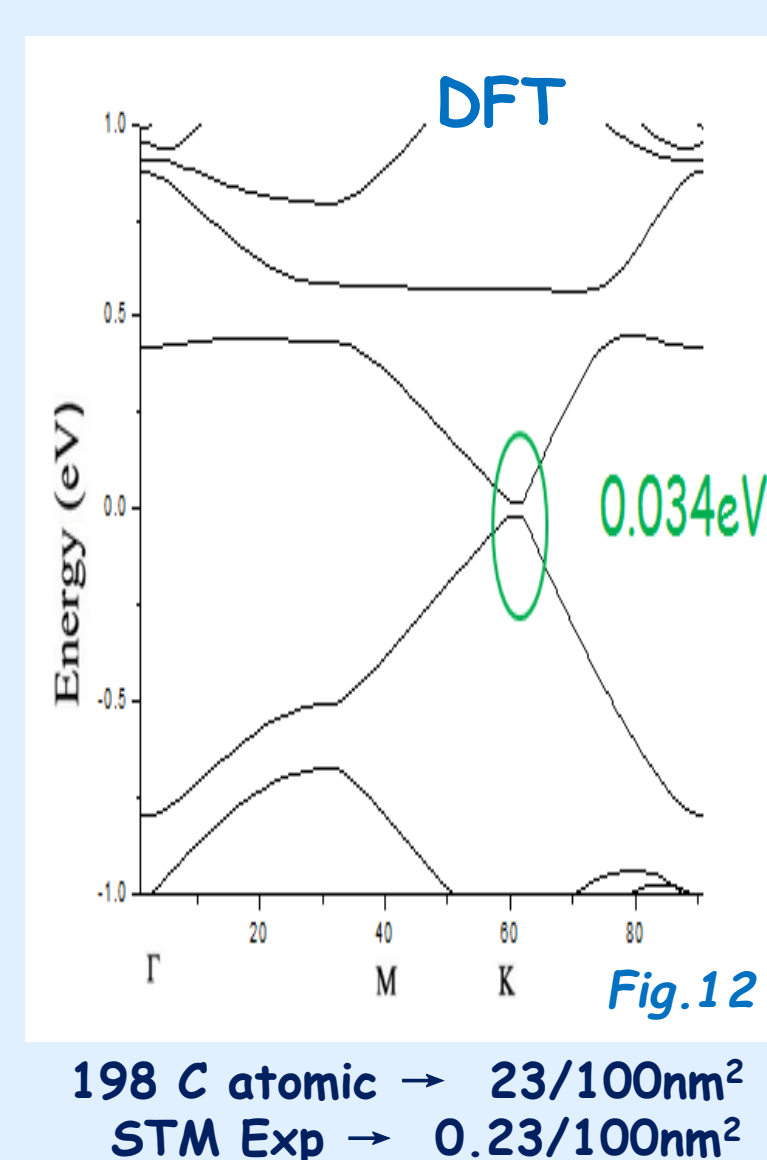 DFT
1.0
0.5
0.0
-0.5
-1.0
Energy (eV)
0.034eV
20 40 60 80
Γ M K
Fig.12
198 C atomic → 23/100nm²
STM Exp → 0.23/100nm²